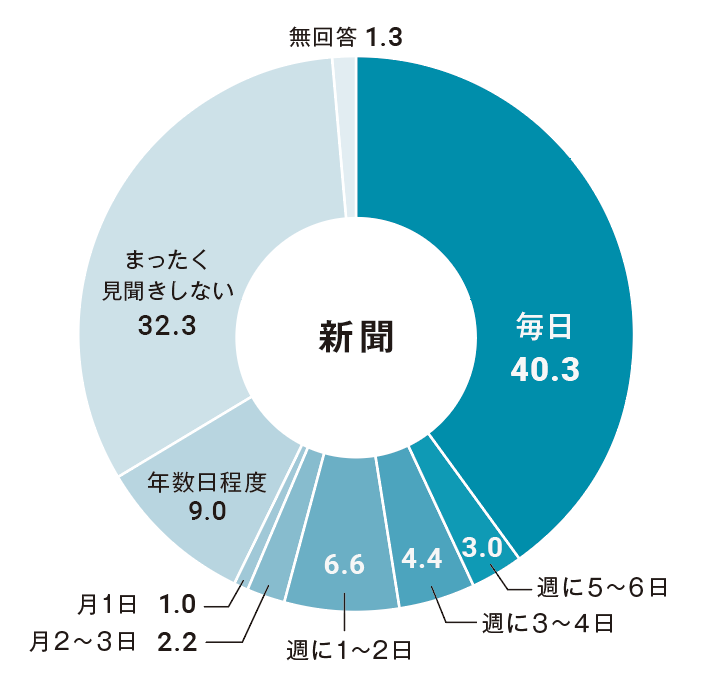 無回答 1.3
まったく
見聞きしない
32.3
新聞
毎日
40.3
年数日程度
9.0
6.6
4.4
3.0
週に5〜6日
月1日 1.0
週に3〜4日
月2〜3日 2.2
週に1〜2日